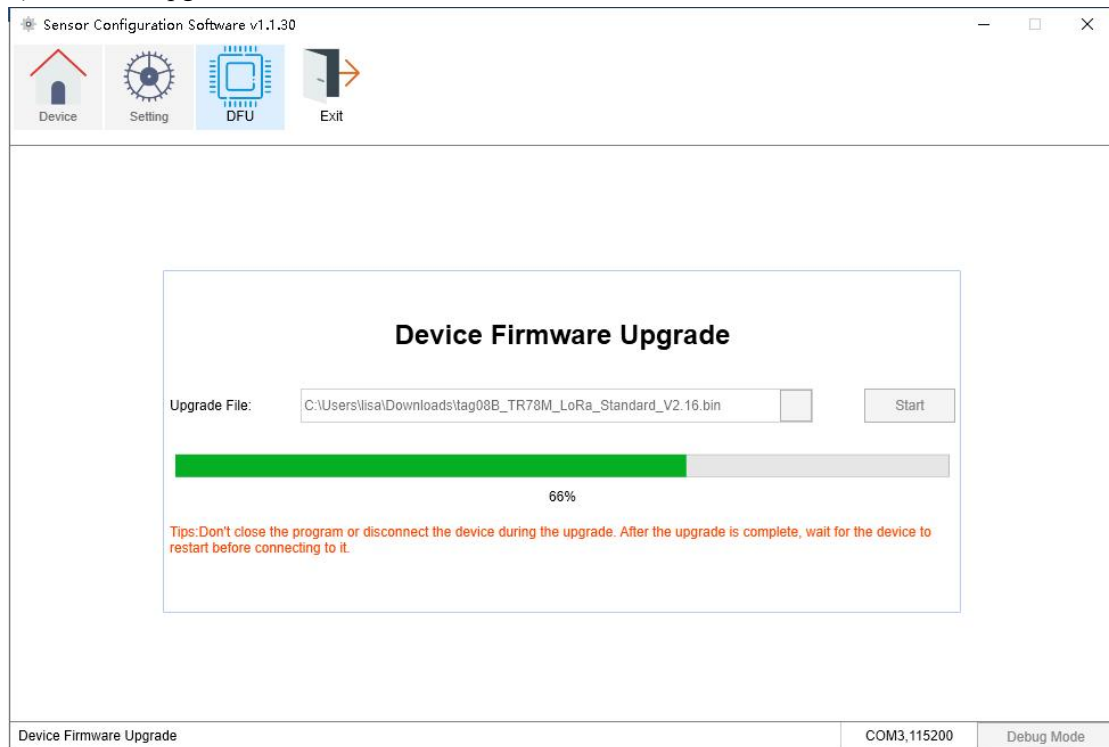 Sensor Configuration Software v1.1.30
Device Setting DFU Exit
Device Firmware Upgrade
Upgrade File: C:\Users\lisa\Downloads\tag08B_TR78M_LoRa_Standard_V2.16.bin Start
66%
Tips:Don't close the program or disconnect the device during the upgrade. After the upgrade is complete, wait for the device to
restart before connecting to it.
Device Firmware Upgrade COM3,115200 Debug Mode